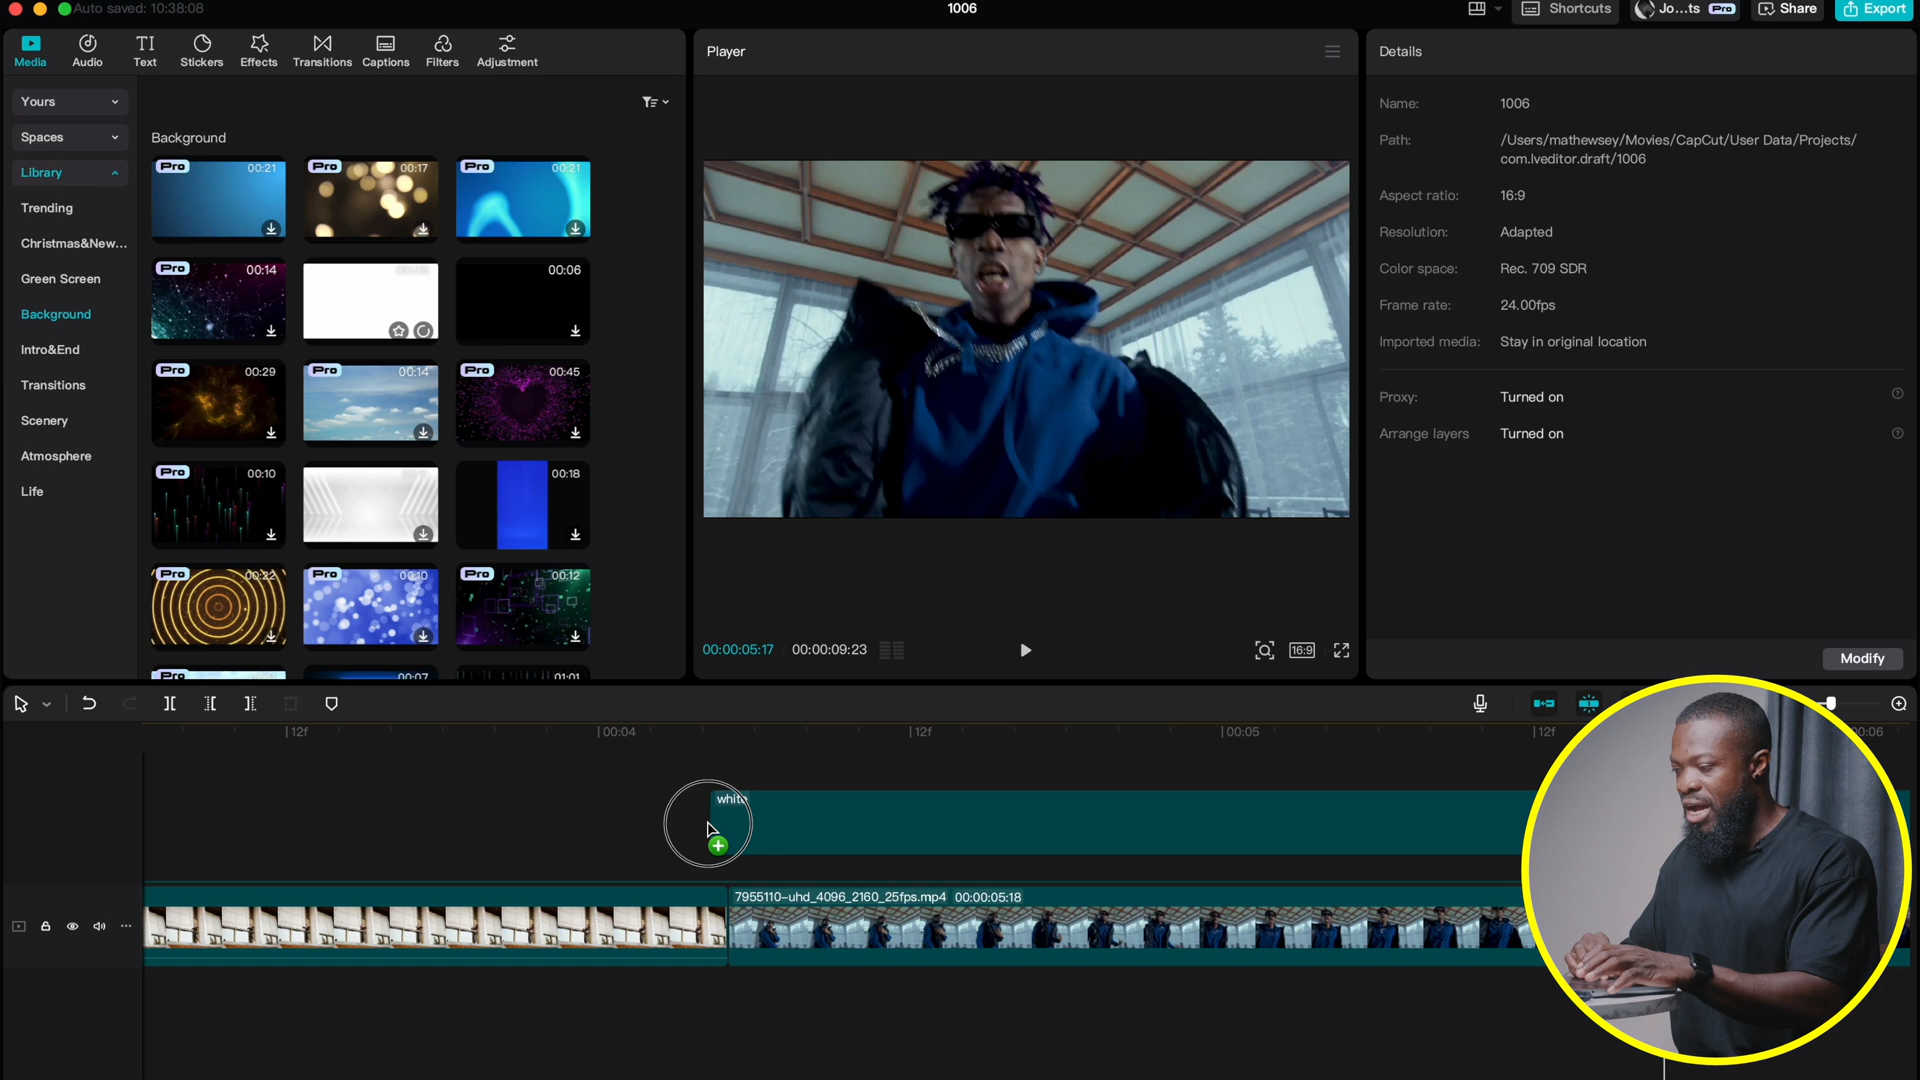 Auto saved: 10:38:08
1006
Shortcuts
Jo...ts
Pro
Share
Export
Media
Audio
TI
Text
Stickers
Effects
Transitions
Captions
Filters
Adjustment
Player
Details
Yours
Spaces
Library
Trending
Christmas&New...
Green Screen
Background
Intro&End
Transitions
Scenery
Atmosphere
Life
Background
Pro 00:21
Pro 00:17
Pro 00:21
Pro 00:14
00:06
Pro 00:29
Pro 00:14
Pro 00:45
Pro 00:10
00:18
Pro 00:22
Pro 00:10
Pro 00:12
Pro
00:07
01:01
00:00:05:17 / 00:00:09:23
16:9
Name: 1006
Path: /Users/mathewsey/Movies/CapCut/User Data/Projects/
com.lveditor.draft/1006
Aspect ratio: 16:9
Resolution: Adapted
Color space: Rec. 709 SDR
Frame rate: 24.00fps
Imported media: Stay in original location
Proxy: Turned on
Arrange layers Turned on
Modify
12f
00:04
12f
00:05
12f
00:06
white
7955110-uhd_4096_2160_25fps.mp4 00:00:05:18